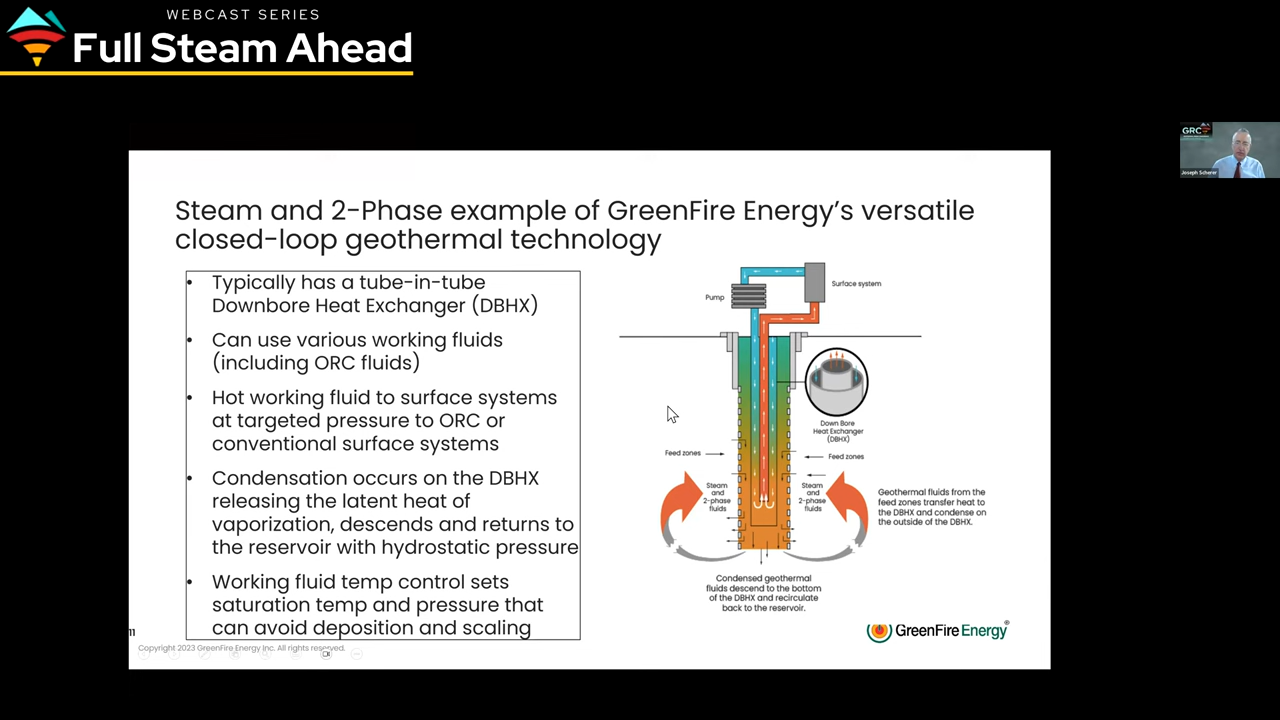 WEBCAST SERIES
Full Steam Ahead
GRC
Joseph Scherer
Steam and 2-Phase example of GreenFire Energy's versatile
closed-loop geothermal technology
• Typically has a tube-in-tube
Downbore Heat Exchanger (DBHX)
• Can use various working fluids
(including ORC fluids)
• Hot working fluid to surface systems
at targeted pressure to ORC or
conventional surface systems
• Condensation occurs on the DBHX
releasing the latent heat of
vaporization, descends and returns to
the reservoir with hydrostatic pressure
• Working fluid temp control sets
saturation temp and pressure that
can avoid deposition and scaling
Pump
Surface system
Down Bore
Heat Exchanger
(DBHX)
Feed zones
Feed zones
Steam
and
2-phase
fluids
Steam
and
2-phase
fluids
Geothermal fluids from the
feed zones transfer heat to
the DBHX and condense on
the outside of the DBHX.
Condensed geothermal
fluids descend to the bottom
of the DBHX and recirculate
back to the reservoir.
11
Copyright 2023 GreenFire Energy Inc. All rights reserved.
GreenFire Energy®